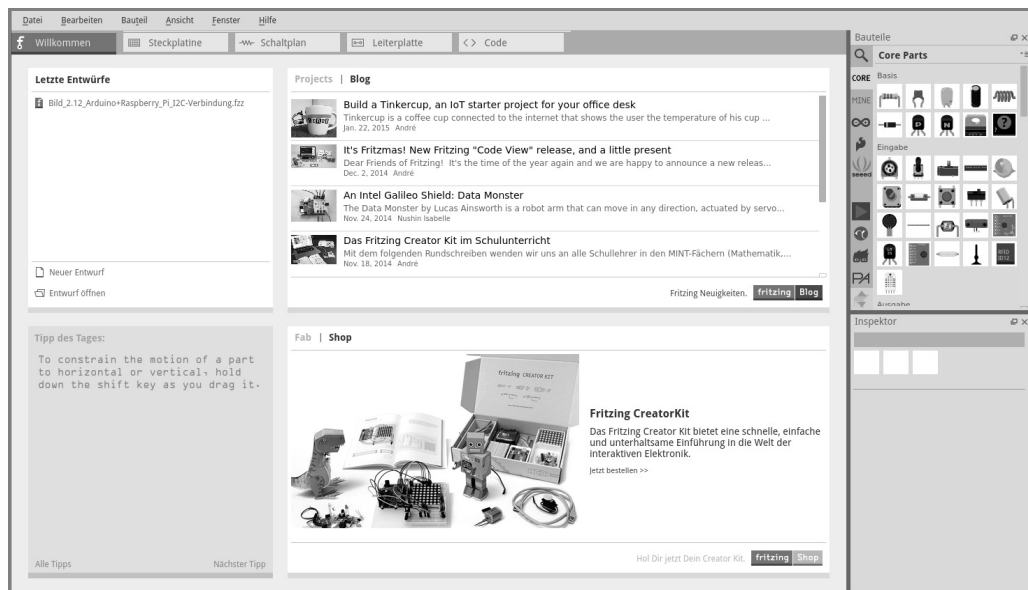 Datei Bearbeiten Bauteil Ansicht Fenster Hilfe
Willkommen Steckplatine Schaltplan Leiterplatte Code
Letzte Entwürfe
Bild_2.12_Arduino+Raspberry_Pi_I2C-Verbindung.fzz
Neuer Entwurf
Entwurf öffnen
Projects | Blog
Build a Tinkercup, an IoT starter project for your office desk
Tinkercup is a coffee cup connected to the internet that shows the user the temperature of his cup ...
Jan. 22, 2015 André
It's Fritzmas! New Fritzing "Code View" release, and a little present
Dear Friends of Fritzing! It's the time of the year again and we are happy to announce a new releas...
Dec. 2, 2014 André
An Intel Galileo Shield: Data Monster
The Data Monster by Lucas Ainsworth is a robot arm that can move in any direction, actuated by servo...
Nov. 24, 2014 Nushin Isabelle
Das Fritzing Creator Kit im Schulunterricht
Mit dem folgenden Rundschreiben wenden wir uns an alle Schullehrer in den MINT-Fächern (Mathematik,...
Nov. 18, 2014 André
Fritzing Neuigkeiten. fritzing Blog
Tipp des Tages:
To constrain the motion of a part
to horizontal or vertical, hold
down the shift key as you drag it.
Alle Tipps Nächster Tipp
Fab | Shop
fritzing CREATOR KIT
Fritzing CreatorKit
Das Fritzing Creator Kit bietet eine schnelle, einfache
und unterhaltsame Einführung in die Welt der
interaktiven Elektronik.
Jetzt bestellen >>
Hol Dir jetzt Dein Creator Kit. fritzing Shop
Bauteile
Core Parts
CORE
MINE
seeed
PA
Basis
P N ?
Eingabe
RFID
Ausgabe
Inspektor